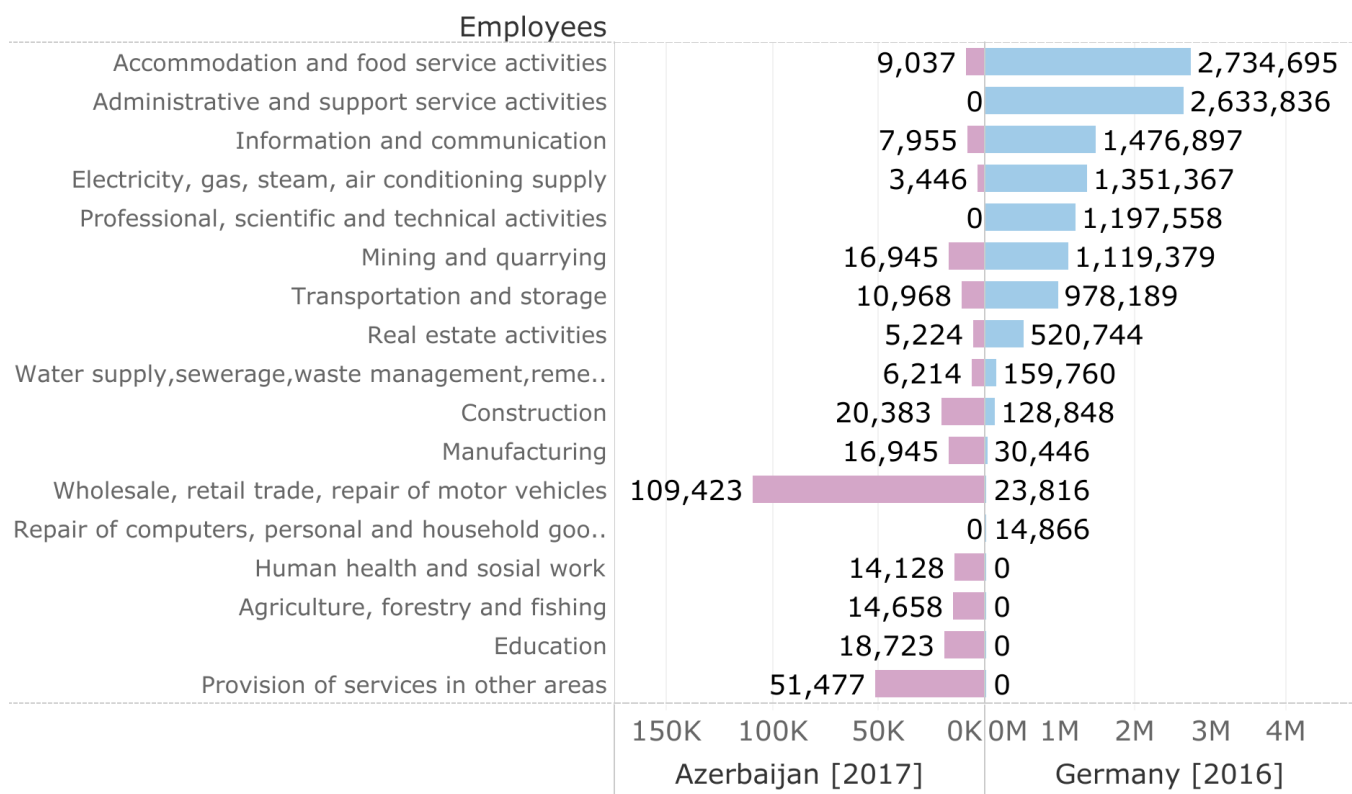 Employees
Accommodation and food service activities 9,037 2,734,695
Administrative and support service activities 0 2,633,836
Information and communication 7,955 1,476,897
Electricity, gas, steam, air conditioning supply 3,446 1,351,367
Professional, scientific and technical activities 0 1,197,558
Mining and quarrying 16,945 1,119,379
Transportation and storage 10,968 978,189
Real estate activities 5,224 520,744
Water supply,sewerage,waste management,reme.. 6,214 159,760
Construction 20,383 128,848
Manufacturing 16,945 30,446
Wholesale, retail trade, repair of motor vehicles 109,423 23,816
Repair of computers, personal and household goo.. 0 14,866
Human health and sosial work 14,128 0
Agriculture, forestry and fishing 14,658 0
Education 18,723 0
Provision of services in other areas 51,477 0
150K 100K 50K 0K 0M 1M 2M 3M 4M
Azerbaijan [2017] Germany [2016]